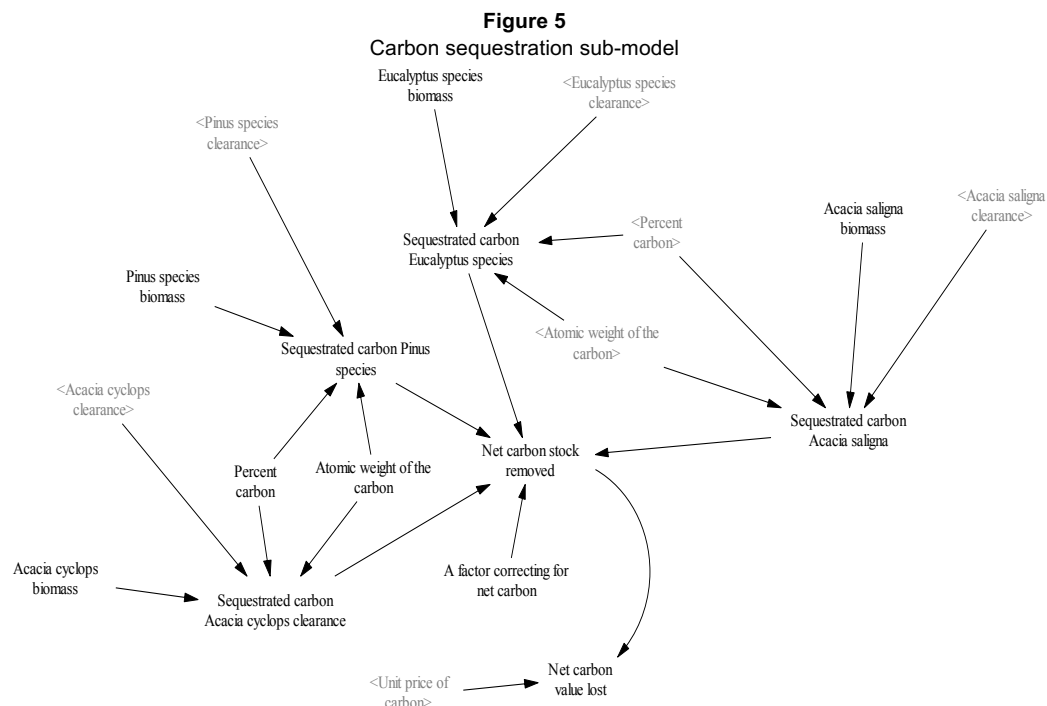 Figure 5
Carbon sequestration sub-model
Eucalyptus species
biomass
<Eucalyptus species
clearance>
<Pinus species
clearance>
<Acacia saligna
clearance>
Acacia saligna
biomass
<Percent
carbon>
Sequestrated carbon
Eucalyptus species
Pinus species
biomass
<Atomic weight of the
carbon>
Sequestrated carbon Pinus
species
<Acacia cyclops
clearance>
Sequestrated carbon
Acacia saligna
Net carbon stock
removed
Percent
carbon
Atomic weight of the
carbon
A factor correcting for
net carbon
Acacia cyclops
biomass
Sequestrated carbon
Acacia cyclops clearance
Net carbon
value lost
<Unit price of
carbon>